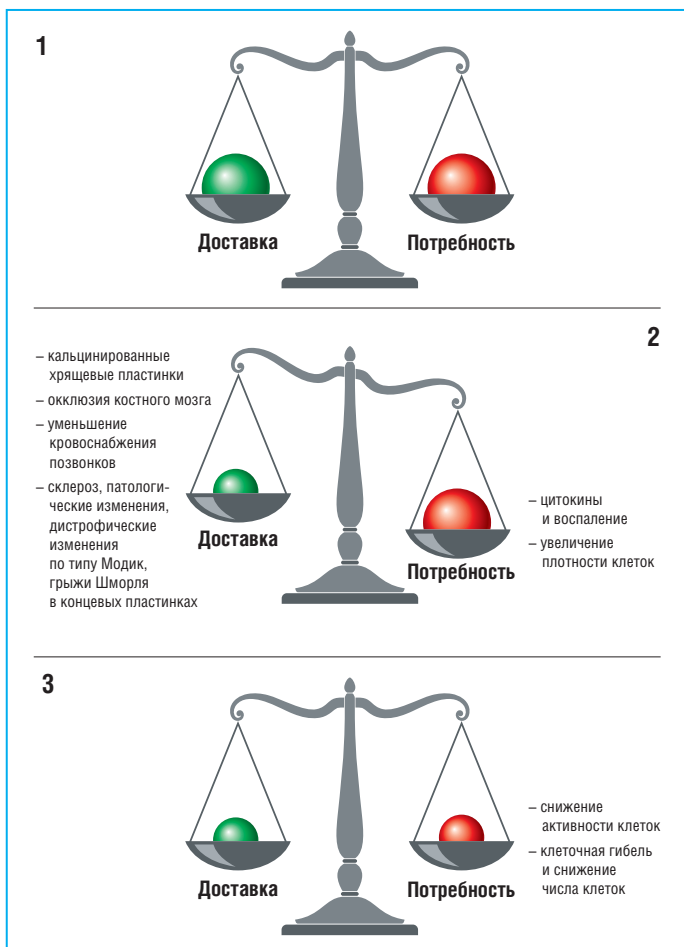 1
Доставка
Потребность
2
– кальцинированные
хрящевые пластинки
– окклюзия костного мозга
– уменьшение
кровоснабжения
позвонков
– склероз, патологи-
ческие изменения,
дистрофические
изменения
по типу Модик,
грыжи Шморля
в концевых пластинках
Доставка
Потребность
– цитокины
и воспаление
– увеличение
плотности клеток
3
Доставка
Потребность
– снижение
активности клеток
– клеточная гибель
и снижение
числа клеток